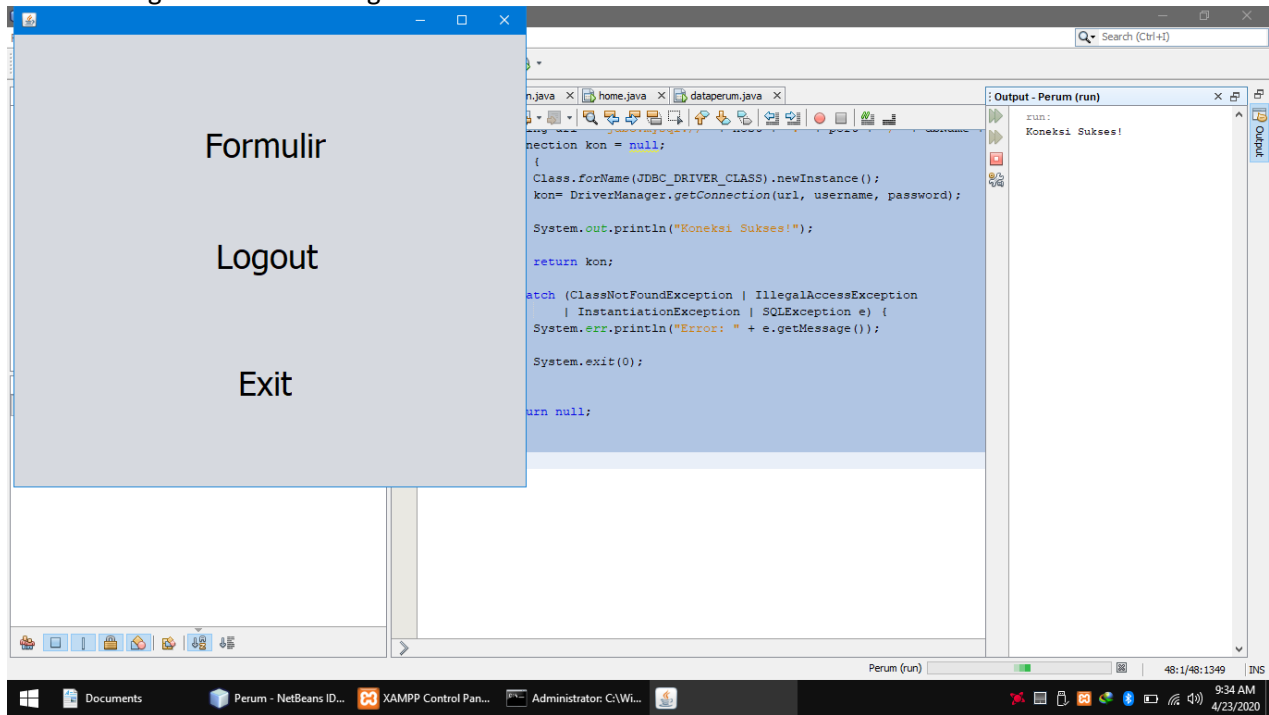 Search (Ctrl+I)
n.java
home.java
dataperum.java
Output - Perum (run)
Output
run:
Koneksi Sukses!
Formulir
Logout
Exit
nection kon = null;
{
Class.forName(JDBC_DRIVER_CLASS).newInstance();
kon= DriverManager.getConnection(url, username, password);
System.out.println("Koneksi Sukses!");
return kon;
atch (ClassNotFoundException | IllegalAccessException
| InstantiationException | SQLException e) {
System.err.println("Error: " + e.getMessage());
System.exit(0);
urn null;
Perum (run)
48:1/48:1349
INS
Documents
Perum - NetBeans ID...
XAMPP Control Pan...
Administrator: C:\Wi...
9:34 AM
4/23/2020